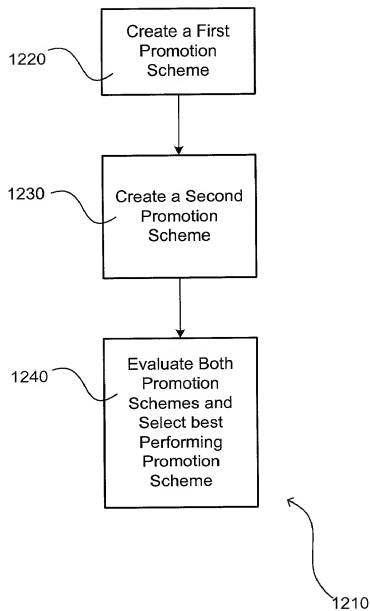 Create a First
Promotion
Scheme
1220
Create a Second
Promotion
Scheme
1230
Evaluate Both
Promotion
Schemes and
Select best
Performing
Promotion
Scheme
1240
1210